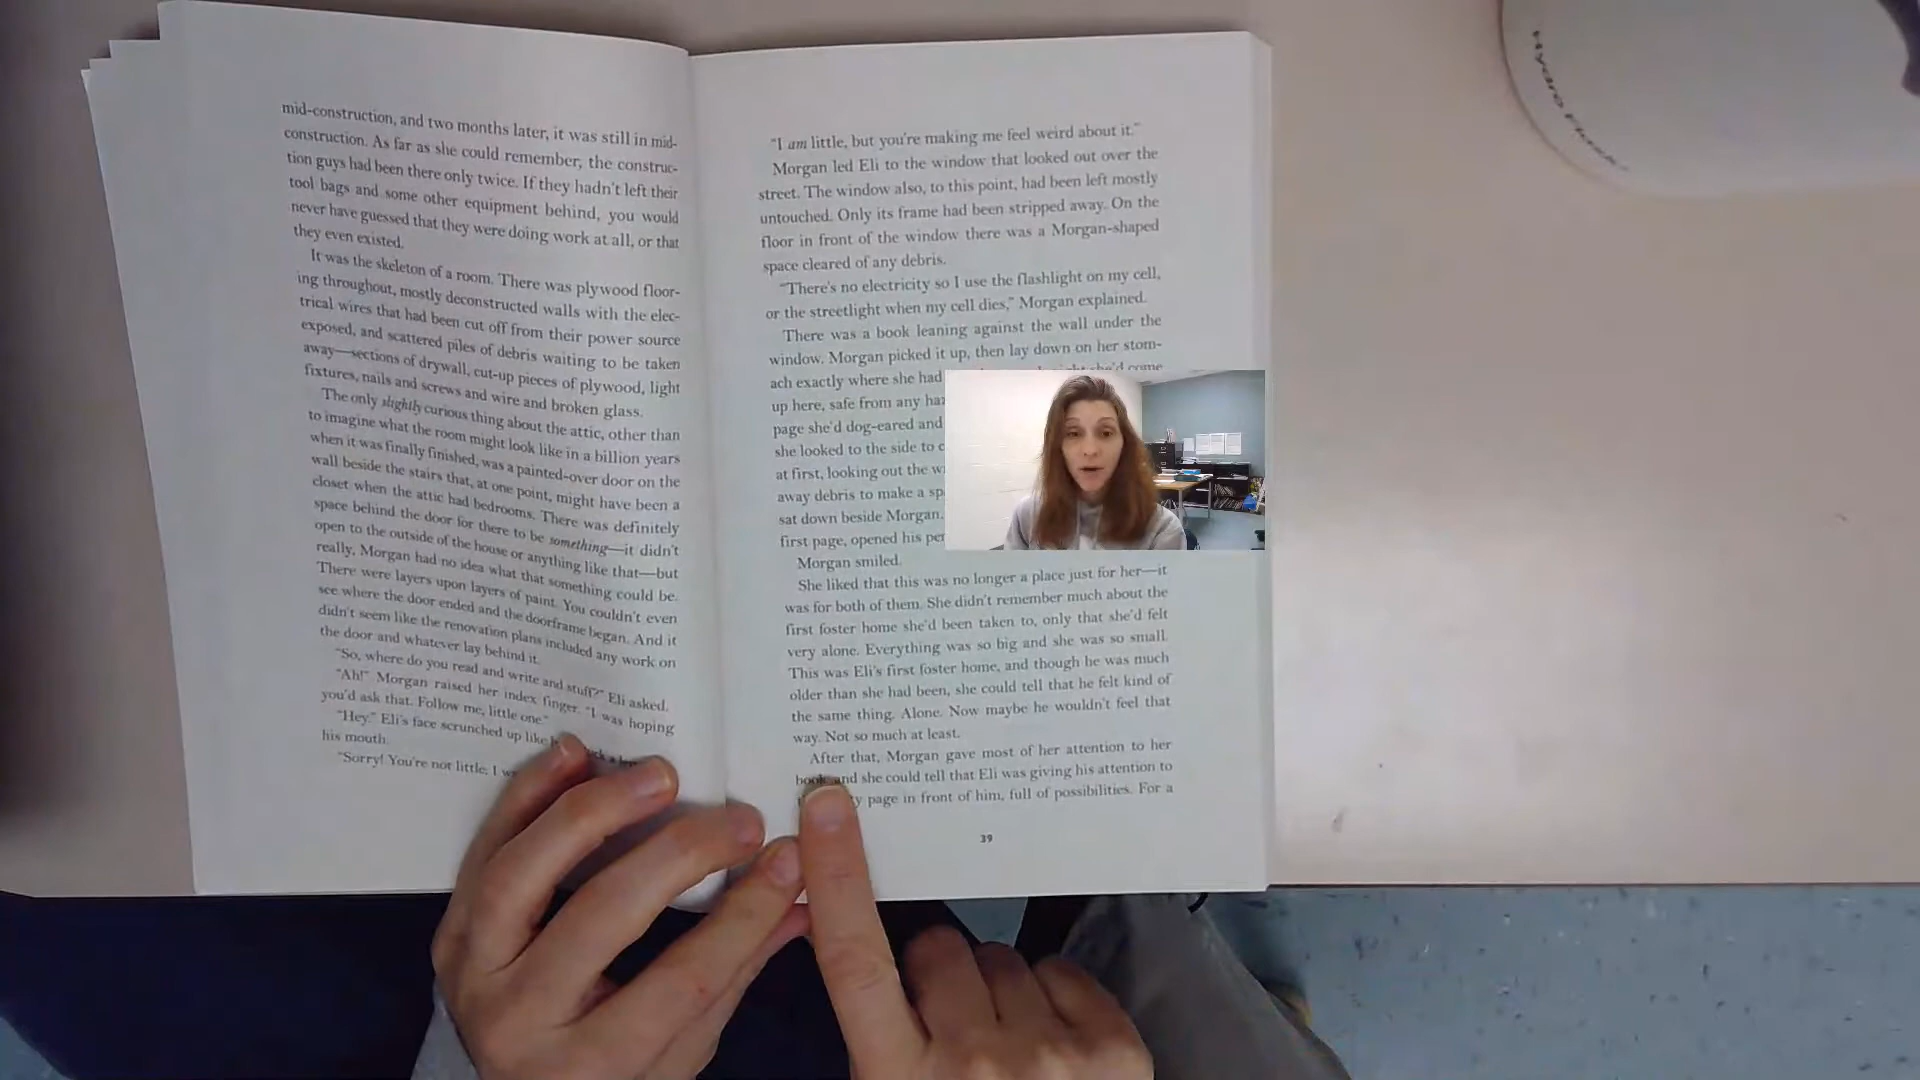 mid-construction, and two months later, it was still in mid-
construction. As far as she could remember, the construc-
tion guys had been there only twice. If they hadn't left their
tool bags and some other equipment behind, you would
never have guessed that they were doing work at all, or that
they even existed.
It was the skeleton of a room. There was plywood floor-
ing throughout, mostly deconstructed walls with the elec-
trical wires that had been cut off from their power source
exposed, and scattered piles of debris waiting to be taken
away—sections of drywall, cut-up pieces of plywood, light
fixtures, nails and screws and wire and broken glass.
The only slightly curious thing about the attic, other than
to imagine what the room might look like in a billion years
when it was finally finished, was a painted-over door on the
wall beside the stairs that, at one point, might have been a
closet when the attic had bedrooms. There was definitely
space behind the door for there to be something—it didn't
open to the outside of the house or anything like that—but
really, Morgan had no idea what that something could be.
There were layers upon layers of paint. You couldn't even
see where the door ended and the doorframe began. And it
didn't seem like the renovation plans included any work on
the door and whatever lay behind it.
"So, where do you read and write and stuff?" Eli asked.
"Ah!" Morgan raised her index finger. "I was hoping
you'd ask that. Follow me, little one."
"Hey." Eli's face scrunched up like
his mouth.
"Sorry! You're not little, I
"I am little, but you're making me feel weird about it."
Morgan led Eli to the window that looked out over the
street. The window also, to this point, had been left mostly
untouched. Only its frame had been stripped away. On the
floor in front of the window there was a Morgan-shaped
space cleared of any debris.
"There's no electricity so I use the flashlight on my cell,
or the streetlight when my cell dies," Morgan explained.
There was a book leaning against the wall under the
window. Morgan picked it up, then lay down on her stom-
ach exactly where she had she'd come
up here, safe from any
page she'd dog-eared and
she looked to the side to
at first, looking out the
away debris to make a
sat down beside Morgan.
first page, opened his
Morgan smiled.
She liked that this was no longer a place just for her—it
was for both of them. She didn't remember much about the
first foster home she'd been taken to, only that she'd felt
very alone. Everything was so big and she was so small.
This was Eli's first foster home, and though he was much
older than she had been, she could tell that he felt kind of
the same thing. Alone. Now maybe he wouldn't feel that
way. Not so much at least.
After that, Morgan gave most of her attention to her
book and she could tell that Eli was giving his attention to
page in front of him, full of possibilities. For a
39